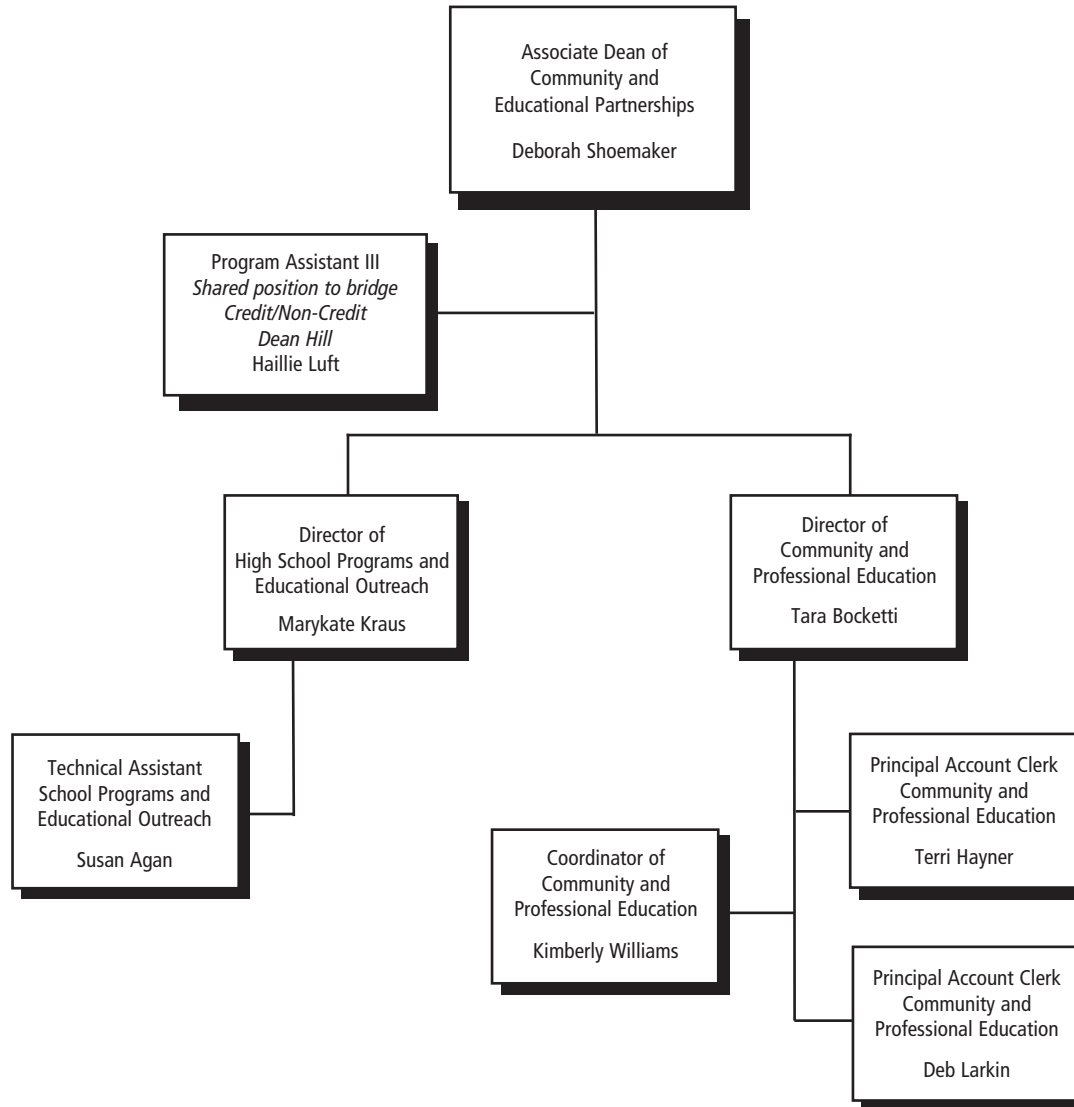 Associate Dean of
Community and
Educational Partnerships
Deborah Shoemaker
Program Assistant III
Shared position to bridge
Credit/Non-Credit
Dean Hill
Haillie Luft
Director of
High School Programs and
Educational Outreach
Marykate Kraus
Director of
Community and
Professional Education
Tara Bocketti
Technical Assistant
School Programs and
Educational Outreach
Susan Agan
Principal Account Clerk
Community and
Professional Education
Terri Hayner
Coordinator of
Community and
Professional Education
Kimberly Williams
Principal Account Clerk
Community and
Professional Education
Deb Larkin